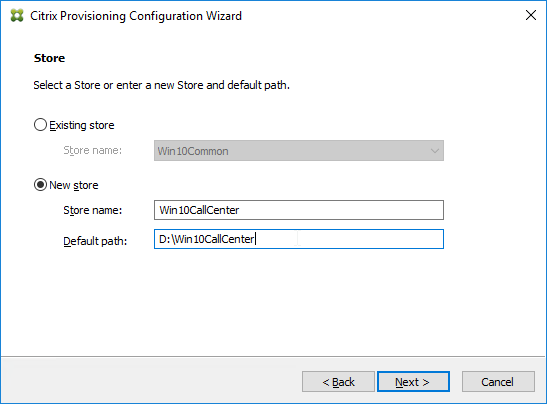 Citrix Provisioning Configuration Wizard
Store
Select a Store or enter a new Store and default path.
Existing store
Store name: Win10Common
New store
Store name: Win10CallCenter
Default path: D:\Win10CallCenter
< Back Next > Cancel